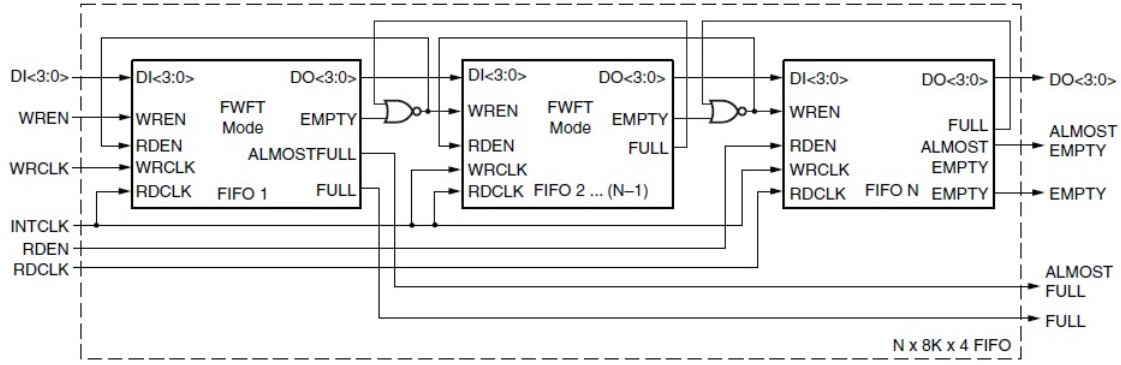 DI<3:0>
WREN
WRCLK
INTCLK
RDEN
RDCLK
DI<3:0>
DO<3:0>
WREN
FWFT
Mode
EMPTY
RDEN
ALMOSTFULL
WRCLK
RDCLK
FIFO 1
FULL
DI<3:0>
DO<3:0>
WREN
FWFT
Mode
EMPTY
RDEN
FULL
WRCLK
RDCLK
FIFO 2 ... (N–1)
DI<3:0>
DO<3:0>
WREN
FULL
RDEN
ALMOST
EMPTY
WRCLK
RDCLK
FIFO N
EMPTY
DO<3:0>
ALMOST
EMPTY
EMPTY
ALMOST
FULL
FULL
N x 8K x 4 FIFO